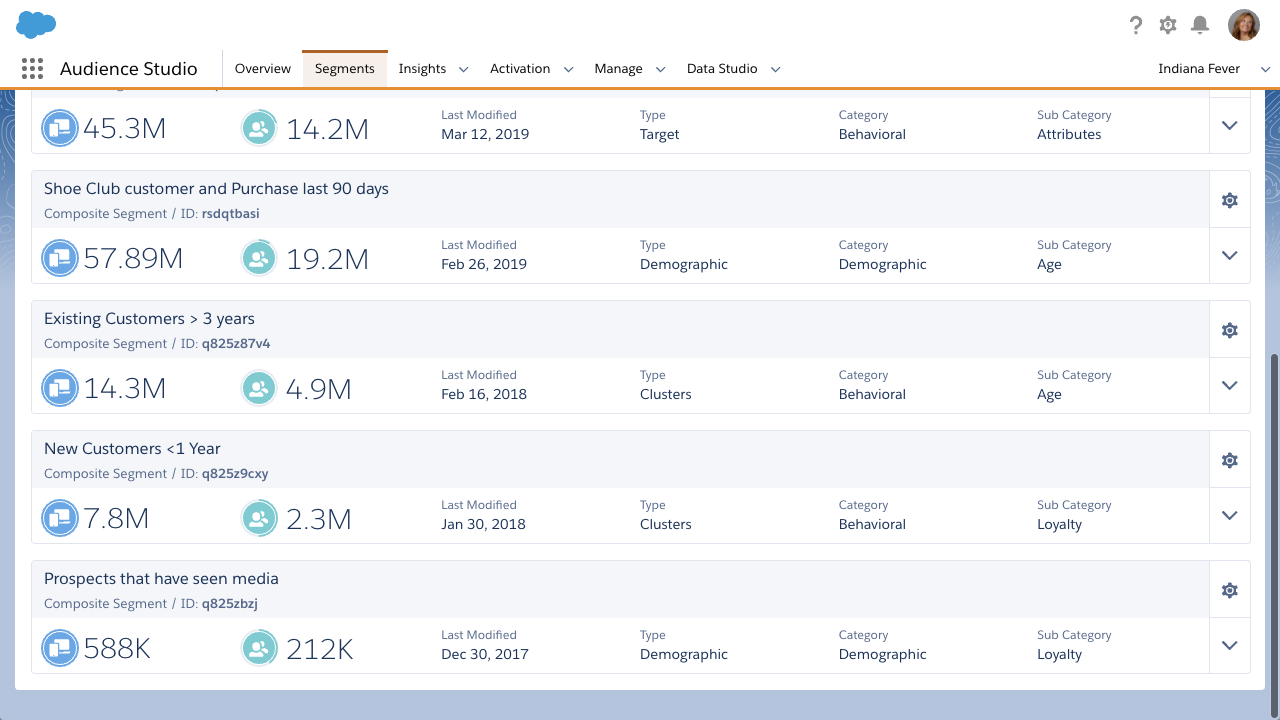 Audience Studio
Overview
Segments
Insights
Activation
Manage
Data Studio
Indiana Fever
45.3M
14.2M
Last Modified
Mar 12, 2019
Type
Target
Category
Behavioral
Sub Category
Attributes
Shoe Club customer and Purchase last 90 days
Composite Segment / ID: rsdqtbasi
57.89M
19.2M
Last Modified
Feb 26, 2019
Type
Demographic
Category
Demographic
Sub Category
Age
Existing Customers > 3 years
Composite Segment / ID: q825z87v4
14.3M
4.9M
Last Modified
Feb 16, 2018
Type
Clusters
Category
Behavioral
Sub Category
Age
New Customers <1 Year
Composite Segment / ID: q825z9cxy
7.8M
2.3M
Last Modified
Jan 30, 2018
Type
Clusters
Category
Behavioral
Sub Category
Loyalty
Prospects that have seen media
Composite Segment / ID: q825zbzj
588K
212K
Last Modified
Dec 30, 2017
Type
Demographic
Category
Demographic
Sub Category
Loyalty